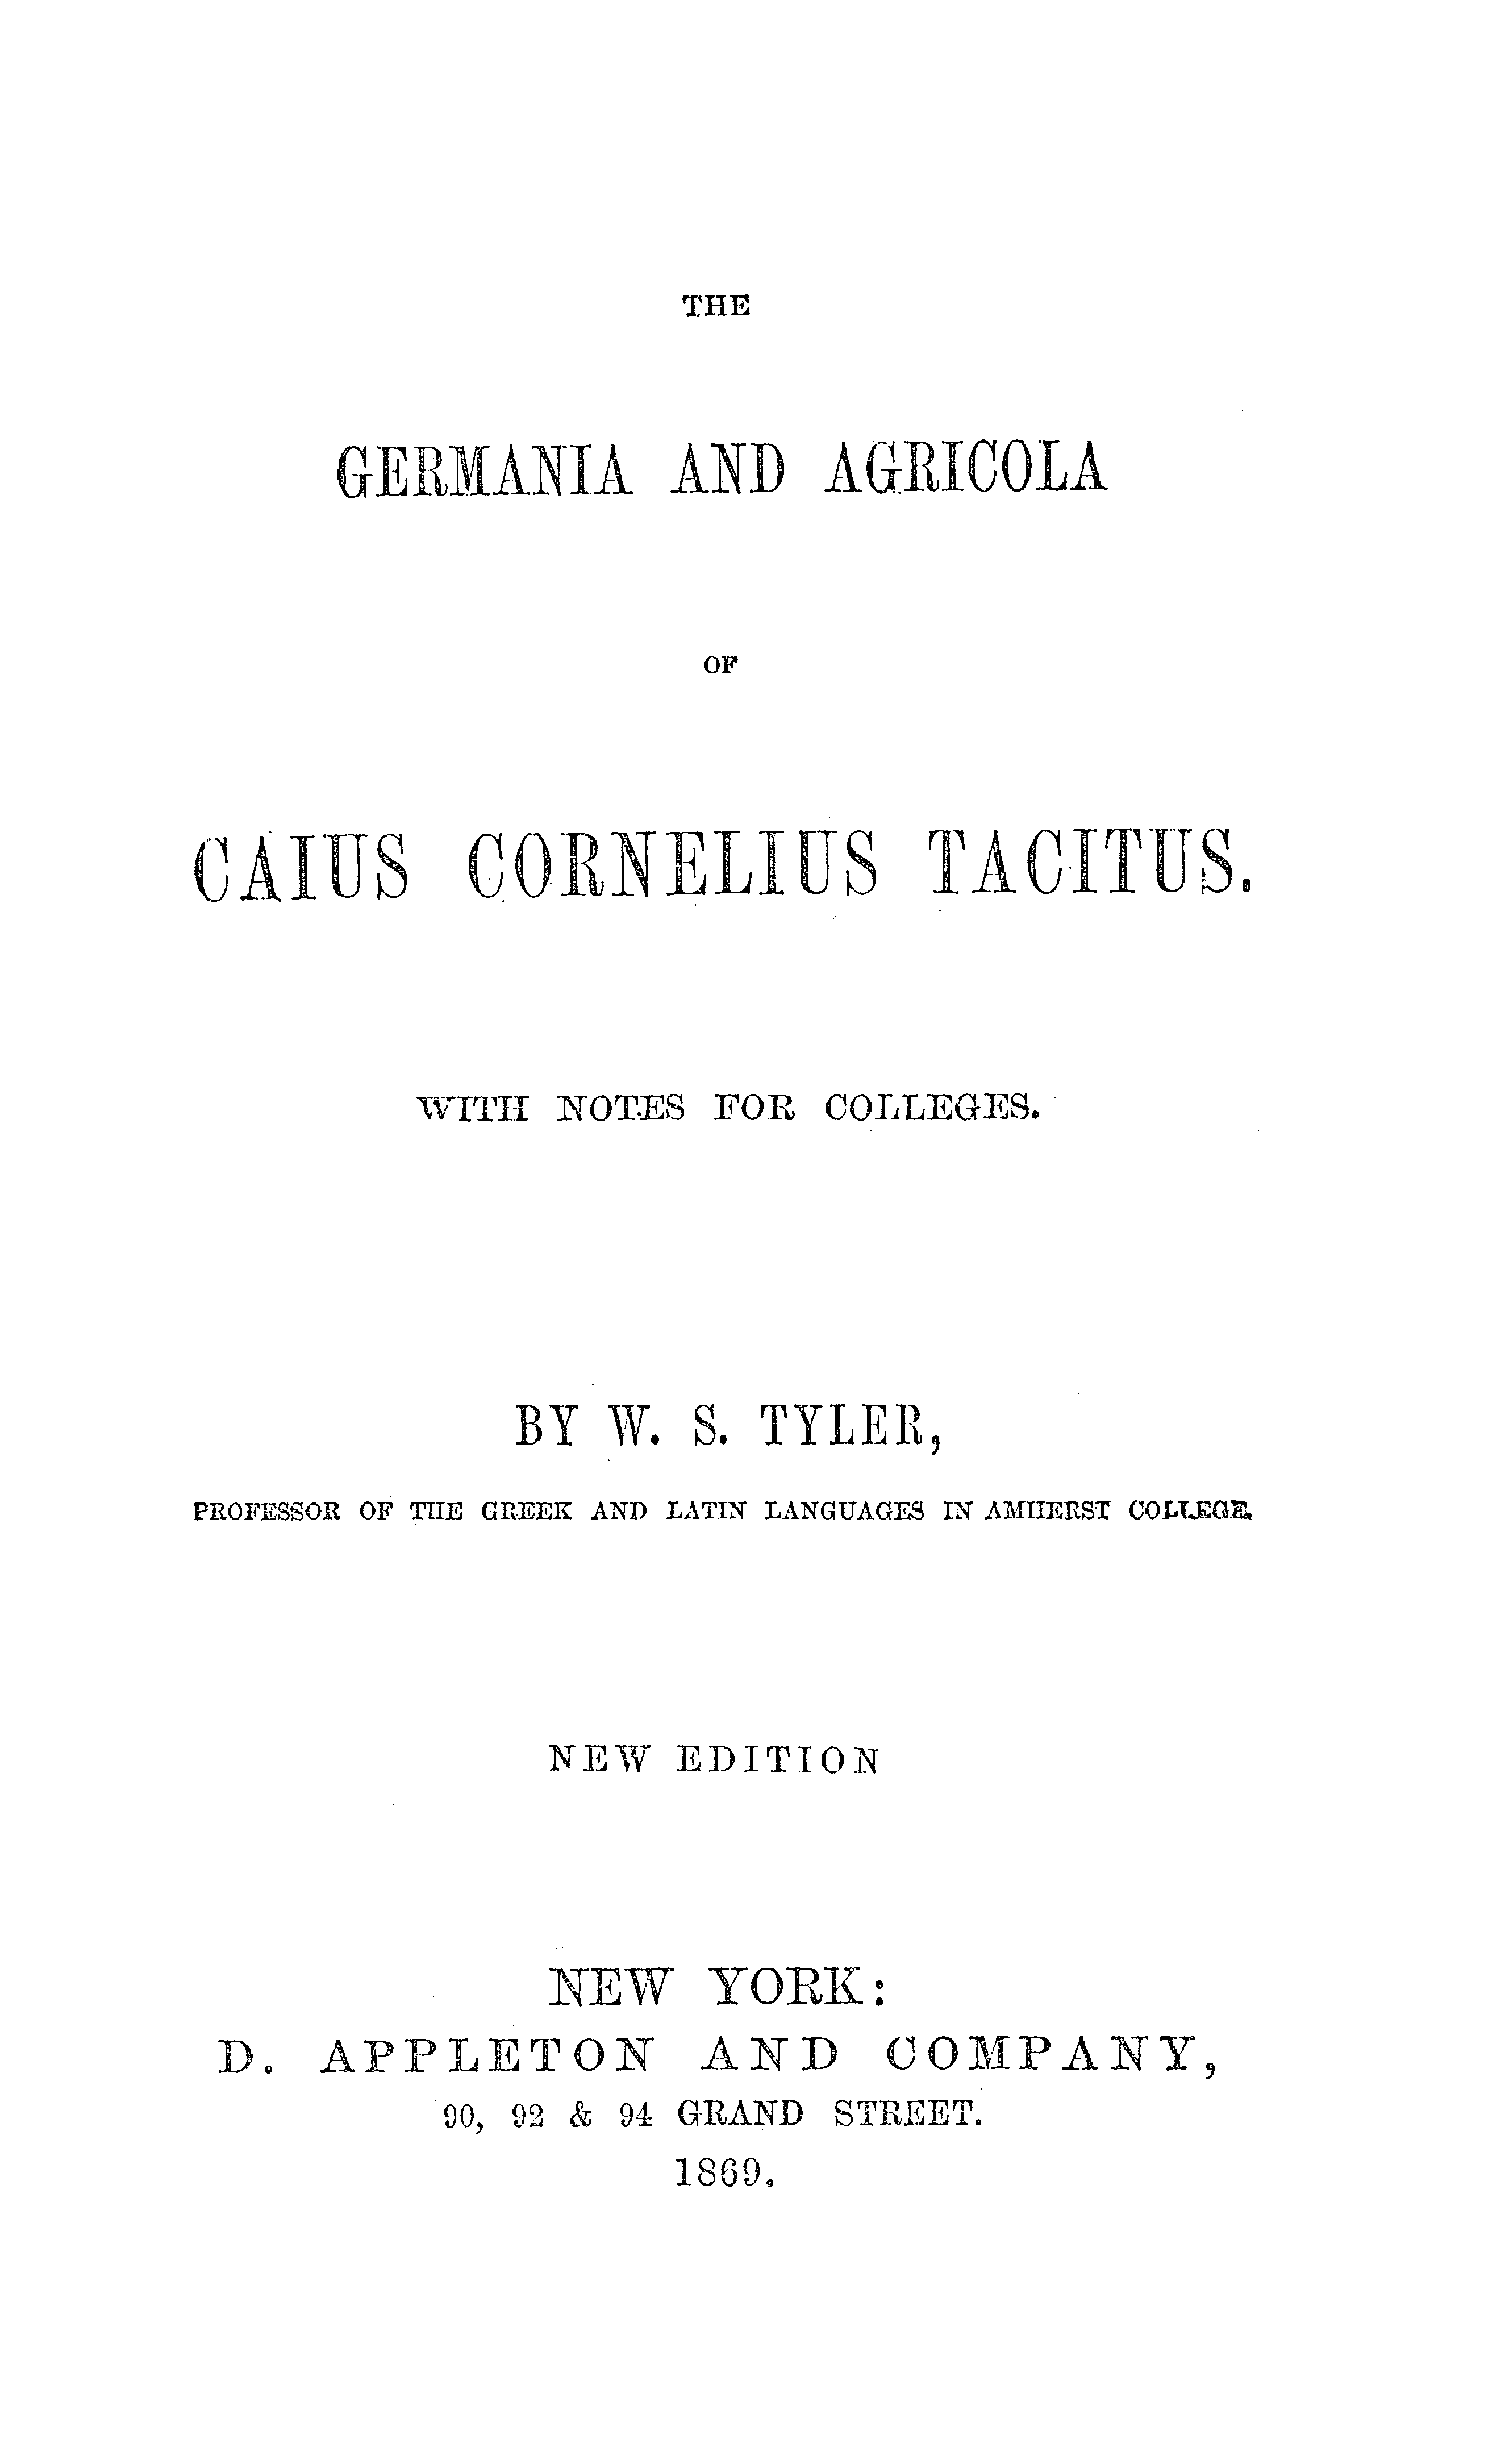 THE
GERMANIA AND AGRICOLA
OF
CAIUS CORNELIUS TACITUS.
WITH NOTES FOR COLLEGES.
BY W. S. TYLER,
PROFESSOR OF THE GREEK AND LATIN LANGUAGES IN AMHERST COLLEGE.
NEW EDITION
NEW YORK:
D. APPLETON AND COMPANY,
90, 92 & 94 GRAND STREET.
1869.